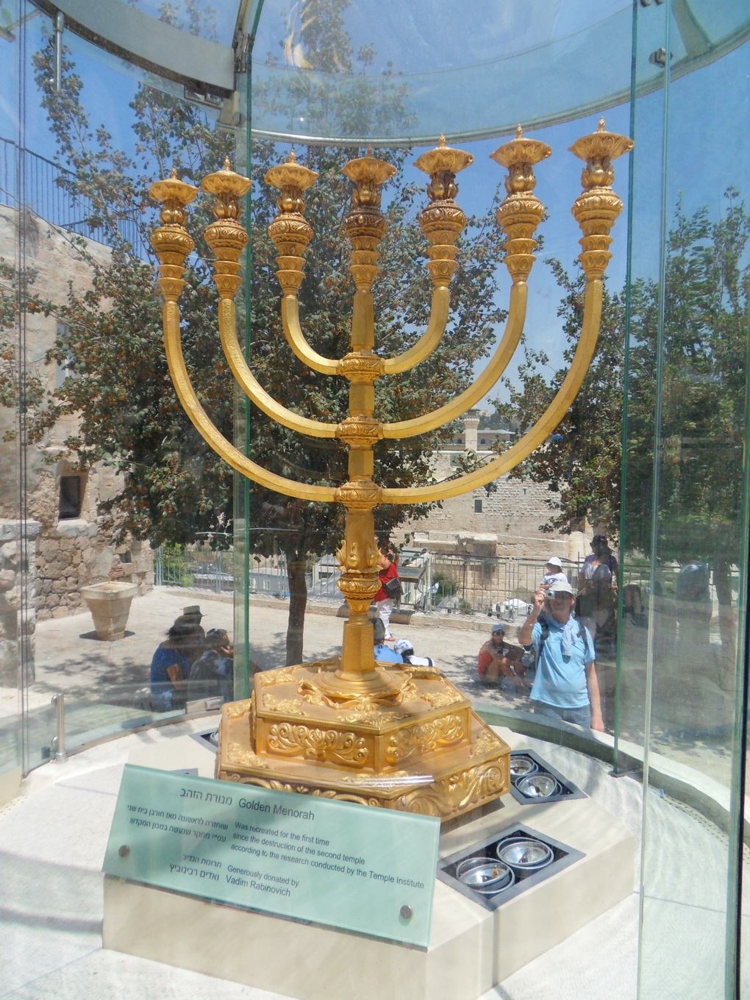 מנורת הזהב Golden Menorah
שוחזרה לראשונה מאז חורבן בית שני Was recreated for the first time
עפ״י מחקר שנעשה במכון המקדש since the destruction of the second temple
according to the research conducted by the Temple Institute
תרומת הנדיב Generously donated by
ואדים רבינוביץ Vadim Rabinovich